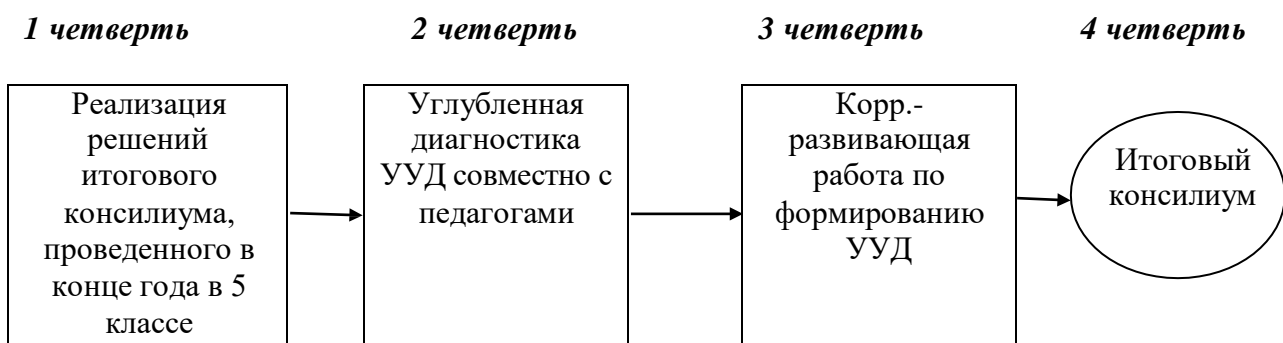 1 четверть
2 четверть
3 четверть
4 четверть
Реализация
решений
итогового
консилиума,
проведенного в
конце года в 5
классе
Углубленная
диагностика
УУД совместно с
педагогами
Корр.-
развивающая
работа по
формированию
УУД
Итоговый
консилиум